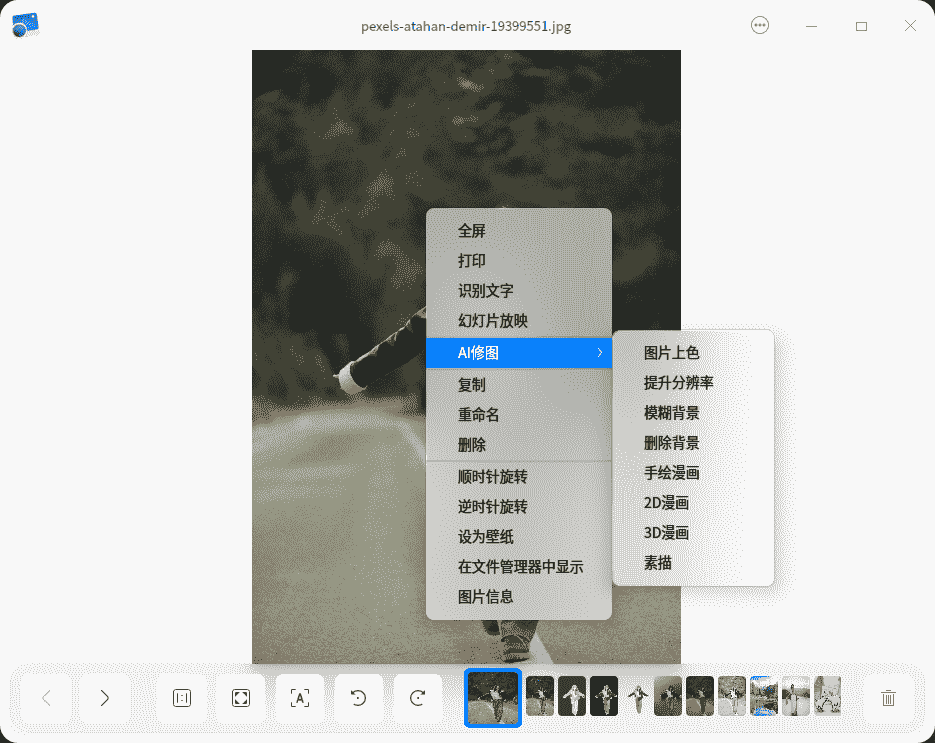 pexels-atahan-demir-19399551.jpg
全屏
打印
识别文字
幻灯片放映
AI修图
复制
重命名
删除
顺时针旋转
逆时针旋转
设为壁纸
在文件管理器中显示
图片信息
图片上色
提升分辨率
模糊背景
删除背景
手绘漫画
2D漫画
3D漫画
素描
1:1
A